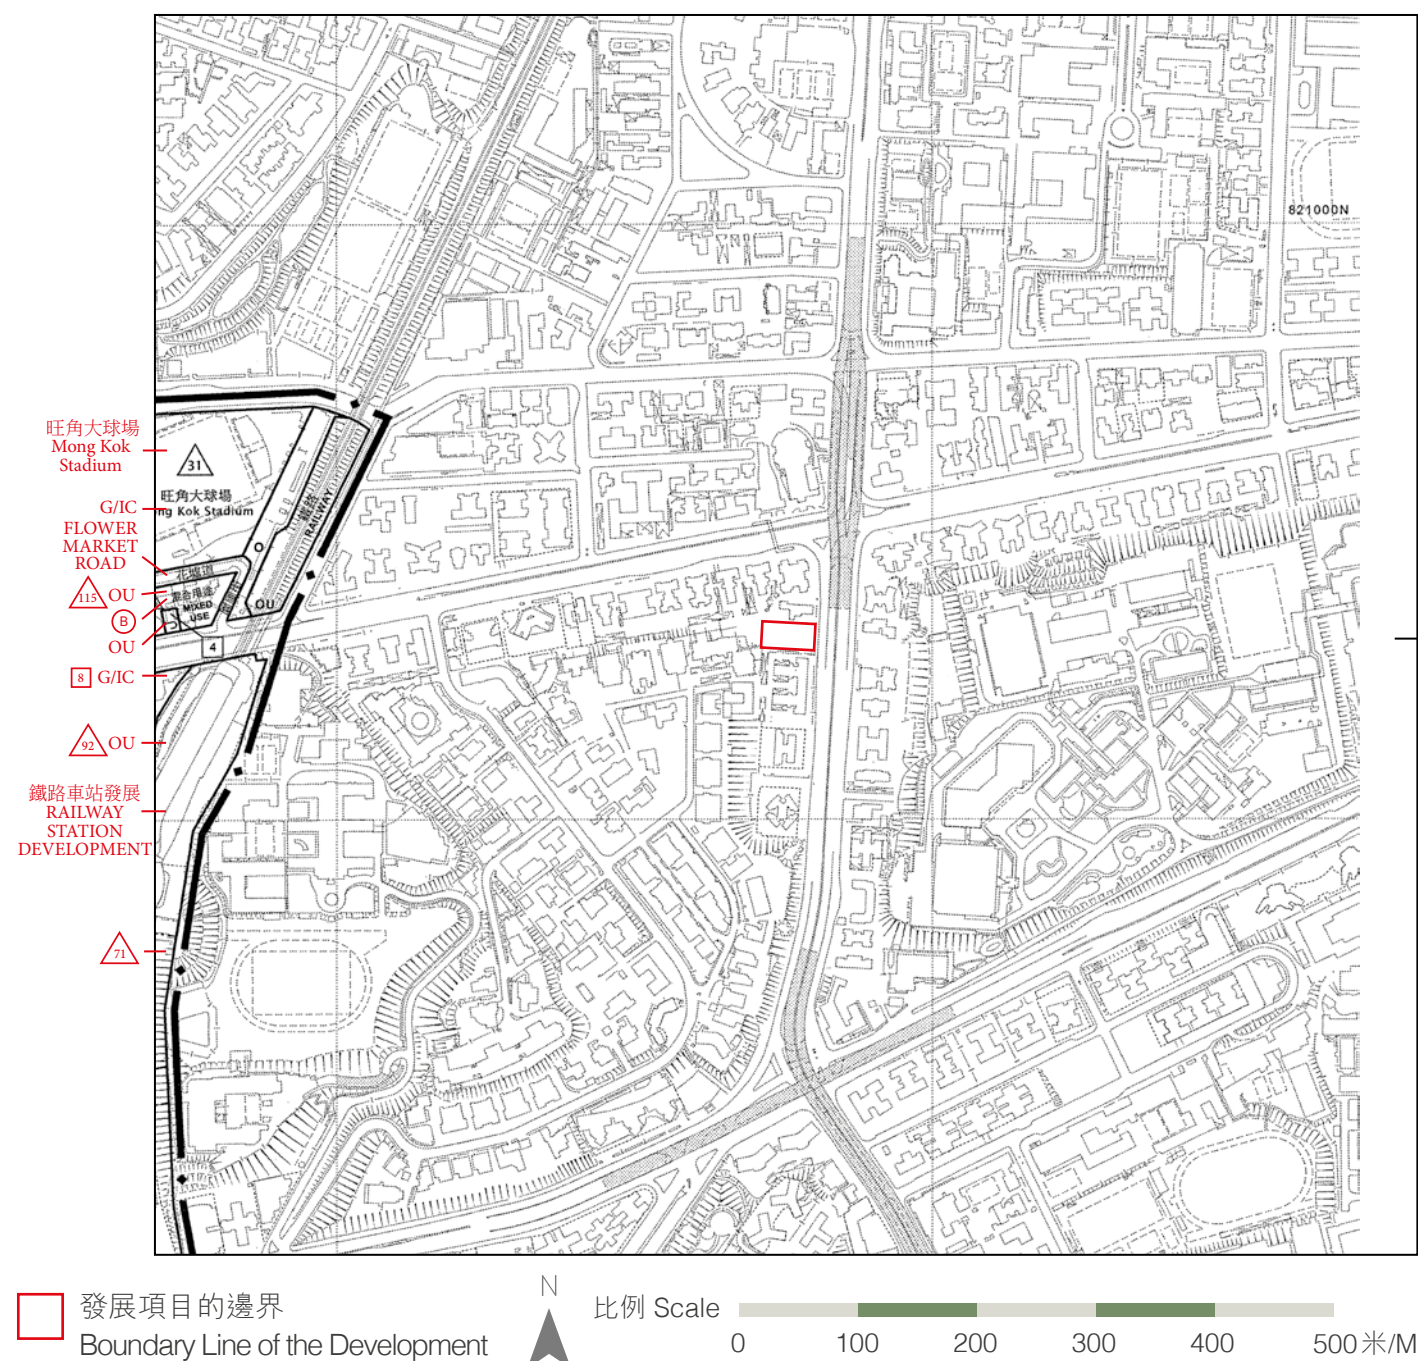 821000N
旺角大球場
Mong Kok
Stadium
31
旺角大球場
ng Kok Stadium
G/IC
鐵路
RAILWAY
FLOWER
MARKET
ROAD
O
花墟道
115 OU
混合用途
MIXED
USE
OU
B
OU
4
8 G/IC
92 OU
鐵路車站發展
RAILWAY
STATION
DEVELOPMENT
71
發展項目的邊界
Boundary Line of the Development
N
比例 Scale
0 100 200 300 400 500米/M